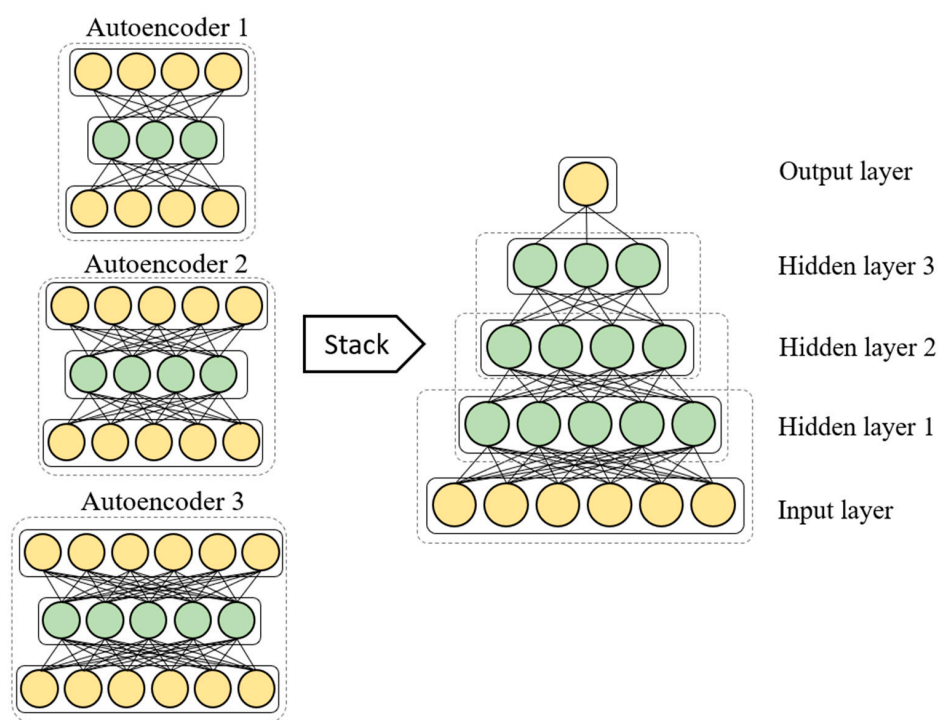 Autoencoder 1
Autoencoder 2
Autoencoder 3
Stack
Output layer
Hidden layer 3
Hidden layer 2
Hidden layer 1
Input layer